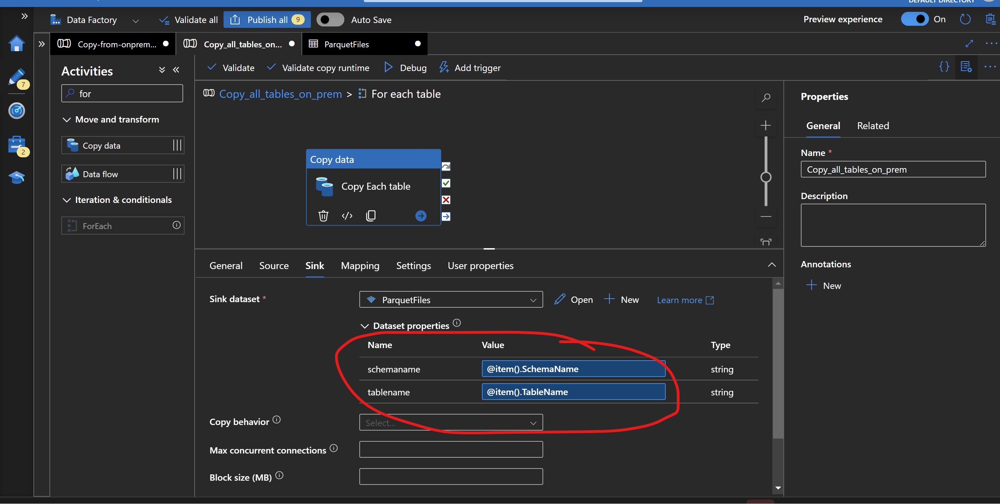 Data Factory
Validate all
Publish all 9
Auto Save
Preview experience
On
Copy-from-onprem...
Copy_all_tables_on...
ParquetFiles
7
2
Activities
for
Move and transform
Copy data
Data flow
Iteration & conditionals
ForEach
Validate
Validate copy runtime
Debug
Add trigger
Copy_all_tables_on_prem > For each table
Copy data
Copy Each table
General
Source
Sink
Mapping
Settings
User properties
Sink dataset *
ParquetFiles
Open
New
Learn more
Dataset properties
Name Value Type
schemaname @item().SchemaName string
tablename @item().TableName string
Copy behavior
Select...
Max concurrent connections
Block size (MB)
Properties
General
Related
Name *
Copy_all_tables_on_prem
Description
Annotations
New